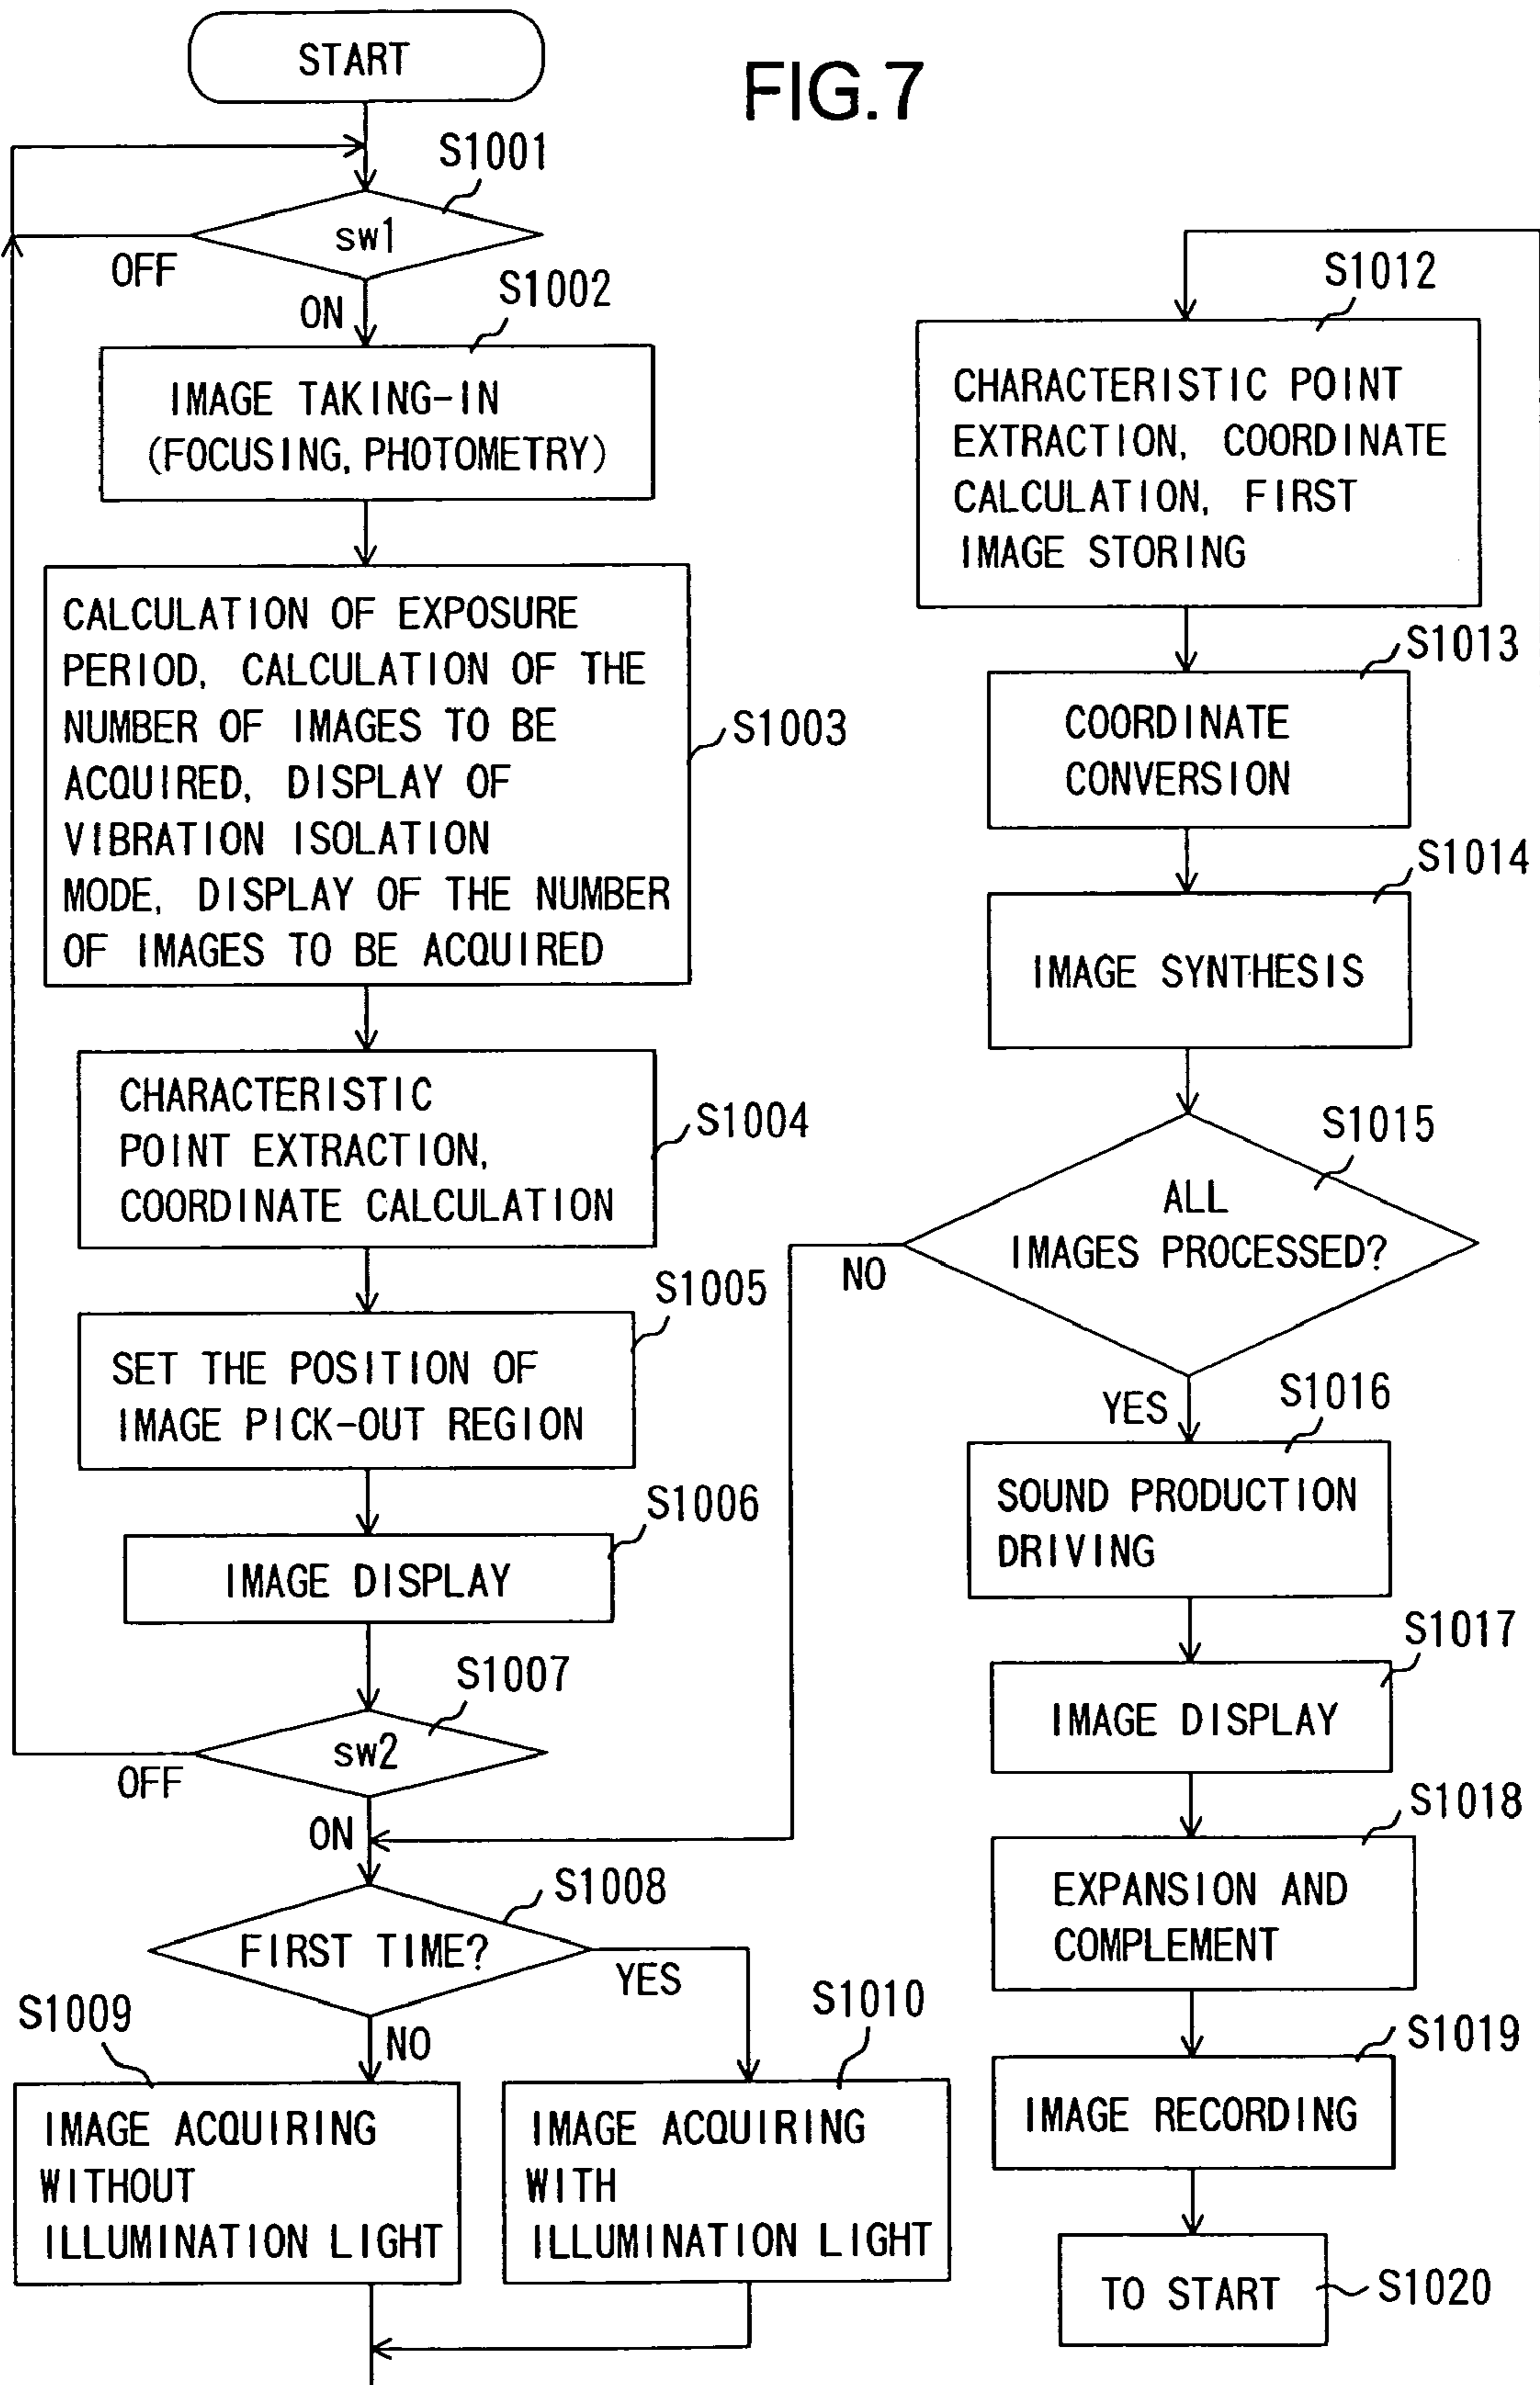 FIG.7
START
S1001
sw1
OFF
ON
S1002
IMAGE TAKING-IN
(FOCUSING, PHOTOMETRY)
CALCULATION OF EXPOSURE
PERIOD, CALCULATION OF THE
NUMBER OF IMAGES TO BE
ACQUIRED, DISPLAY OF
VIBRATION ISOLATION
MODE, DISPLAY OF THE NUMBER
OF IMAGES TO BE ACQUIRED
S1003
CHARACTERISTIC
POINT EXTRACTION,
COORDINATE CALCULATION
S1004
S1005
SET THE POSITION OF
IMAGE PICK-OUT REGION
S1006
IMAGE DISPLAY
S1007
sw2
OFF
ON
S1008
FIRST TIME?
YES
NO
S1009
IMAGE ACQUIRING
WITHOUT
ILLUMINATION LIGHT
S1010
IMAGE ACQUIRING
WITH
ILLUMINATION LIGHT
S1012
CHARACTERISTIC POINT
EXTRACTION, COORDINATE
CALCULATION, FIRST
IMAGE STORING
S1013
COORDINATE
CONVERSION
S1014
IMAGE SYNTHESIS
S1015
ALL
IMAGES PROCESSED?
NO
YES
S1016
SOUND PRODUCTION
DRIVING
S1017
IMAGE DISPLAY
S1018
EXPANSION AND
COMPLEMENT
S1019
IMAGE RECORDING
TO START
S1020